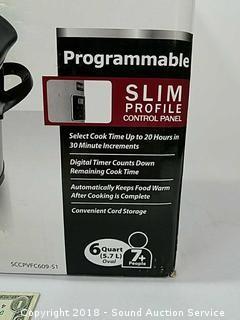 Programmable
SLIM
PROFILE
CONTROL PANEL
Select Cook Time Up to 20 Hours in
30 Minute Increments
Digital Timer Counts Down
Remaining Cook Time
Automatically Keeps Food Warm
After Cooking is Complete
Convenient Cord Storage
6 Quart
(5.7 L)
Oval
7+
People
SCCPVFC609-S1
Copyright 2018 - Sound Auction Service